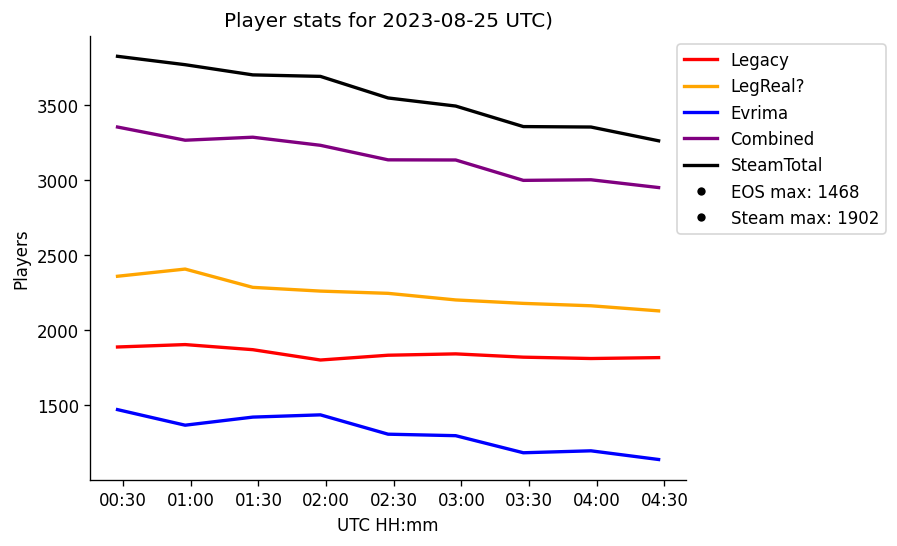 Player stats for 2023-08-25 UTC)
Legacy
LegReal?
Evrima
Combined
SteamTotal
EOS max: 1468
Steam max: 1902
Players
3500
3000
2500
2000
1500
00:30 01:00 01:30 02:00 02:30 03:00 03:30 04:00 04:30
UTC HH:mm